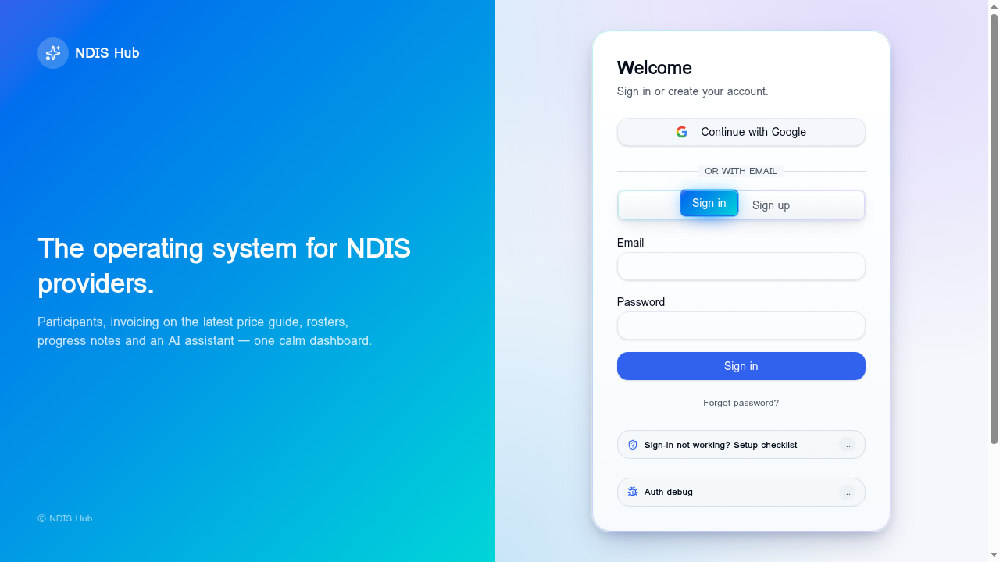 NDIS Hub
The operating system for NDIS
providers.
Participants, invoicing on the latest price guide, rosters,
progress notes and an AI assistant — one calm dashboard.
© NDIS Hub
Welcome
Sign in or create your account.
Continue with Google
OR WITH EMAIL
Sign in
Sign up
Email
Password
Sign in
Forgot password?
Sign-in not working? Setup checklist
...
Auth debug
...